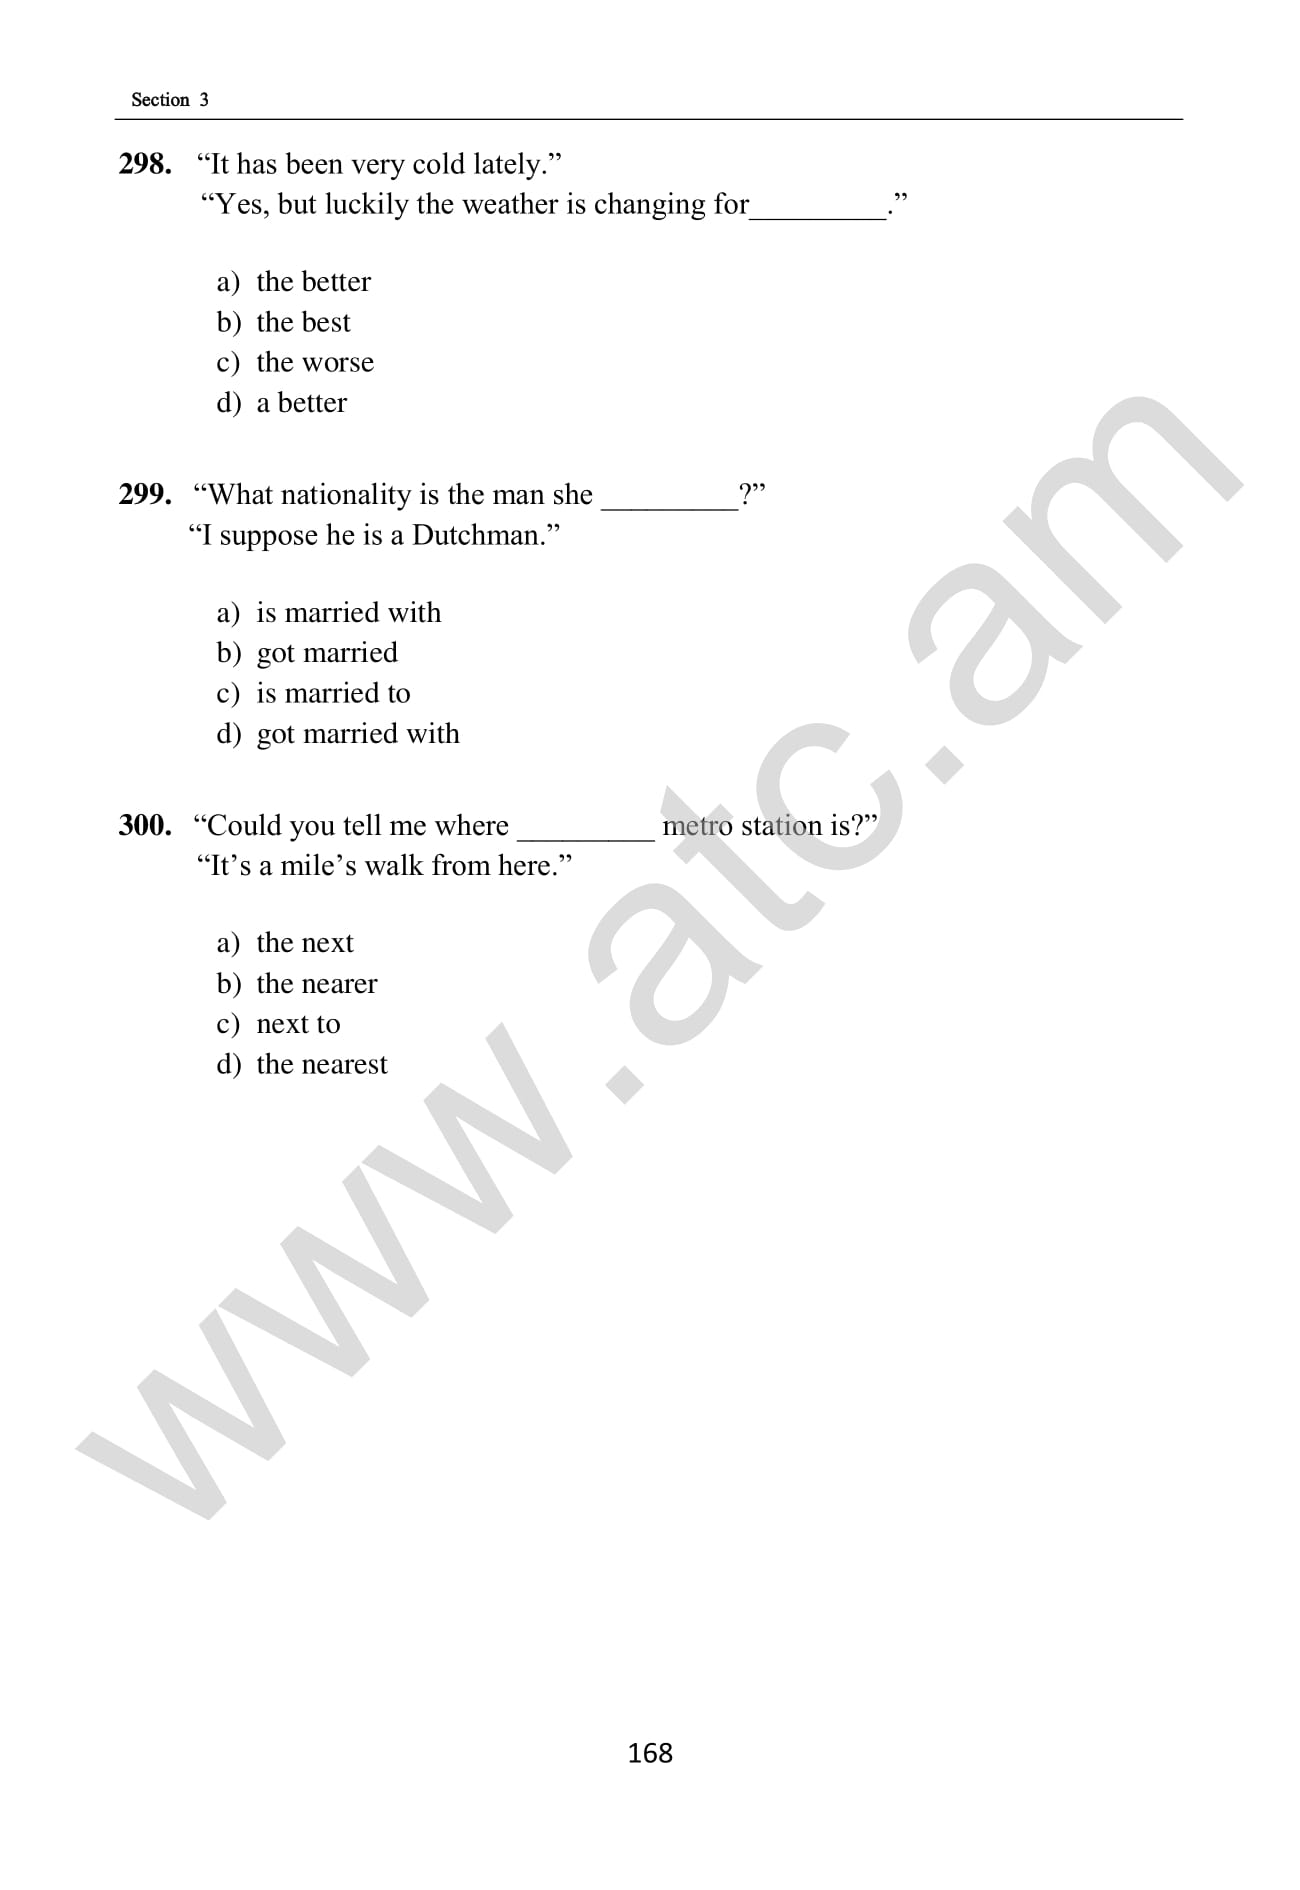 Section 3
298. “It has been very cold lately.”
“Yes, but luckily the weather is changing for_________.”
a) the better
b) the best
c) the worse
d) a better
299. “What nationality is the man she _________?”
“I suppose he is a Dutchman.”
a) is married with
b) got married
c) is married to
d) got married with
300. “Could you tell me where _________ metro station is?”
“It’s a mile’s walk from here.”
a) the next
b) the nearer
c) next to
d) the nearest
www.atc.am
168